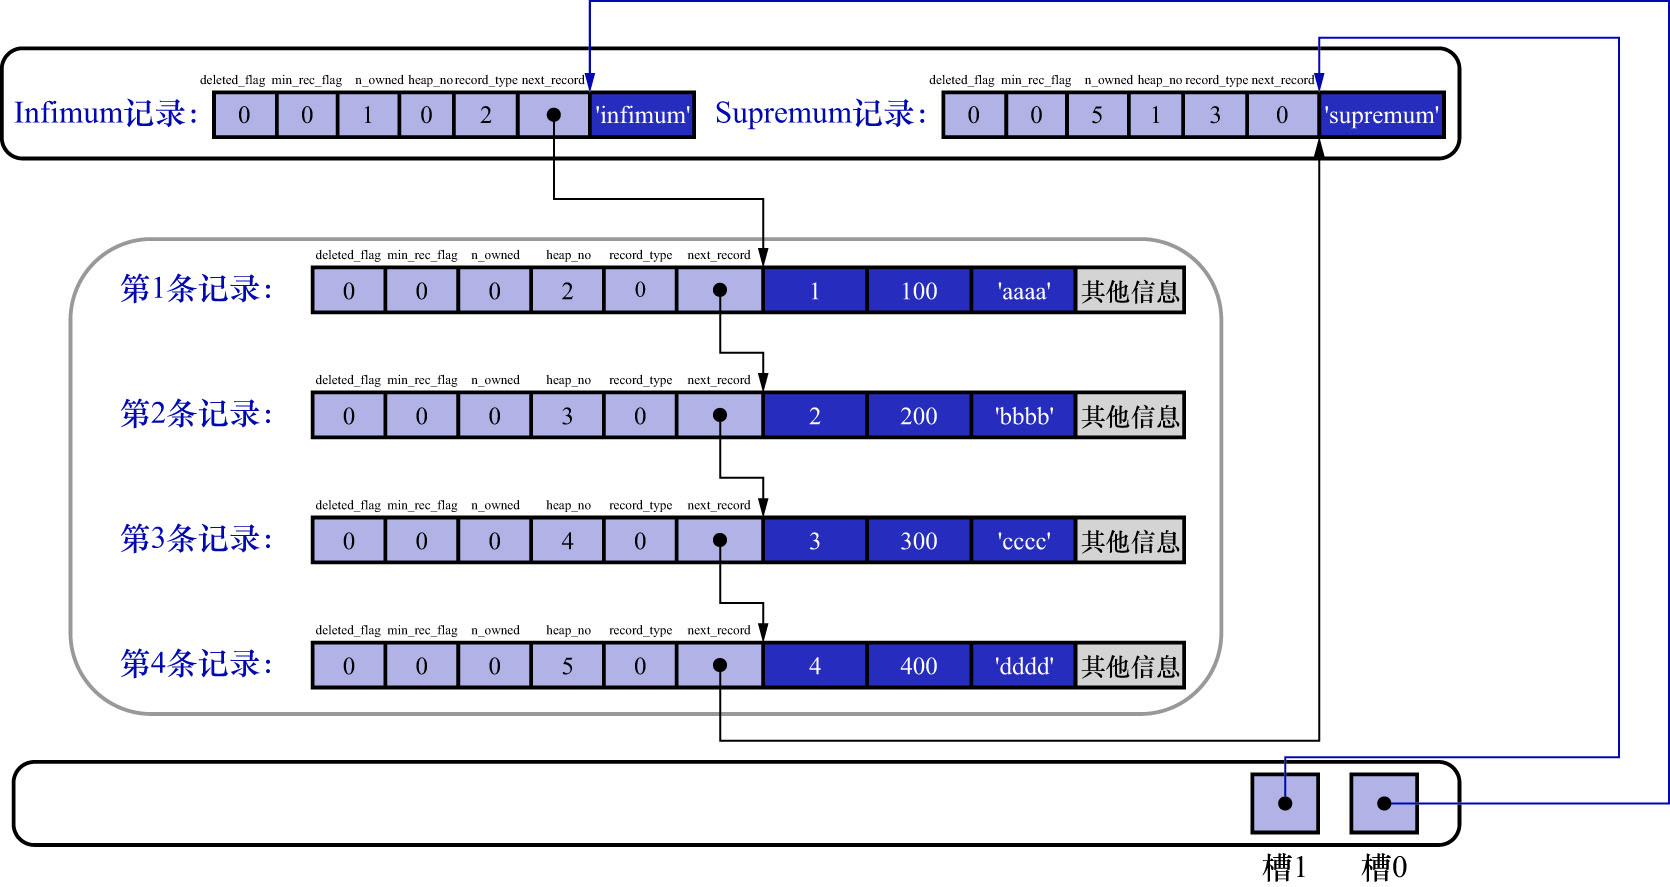 deleted_flag min_rec_flag n_owned heap_no record_type next_record deleted_flag min_rec_flag n_owned heap_no record_type next_record
Infimum记录： 0 0 1 0 2 'infimum' Supremum记录： 0 0 5 1 3 0 'supremum'
deleted_flag min_rec_flag n_owned heap_no record_type next_record
第1条记录： 0 0 0 2 0 1 100 'aaaa' 其他信息
deleted_flag min_rec_flag n_owned heap_no record_type next_record
第2条记录： 0 0 0 3 0 2 200 'bbbb' 其他信息
deleted_flag min_rec_flag n_owned heap_no record_type next_record
第3条记录： 0 0 0 4 0 3 300 'cccc' 其他信息
deleted_flag min_rec_flag n_owned heap_no record_type next_record
第4条记录： 0 0 0 5 0 4 400 'dddd' 其他信息
槽1 槽0